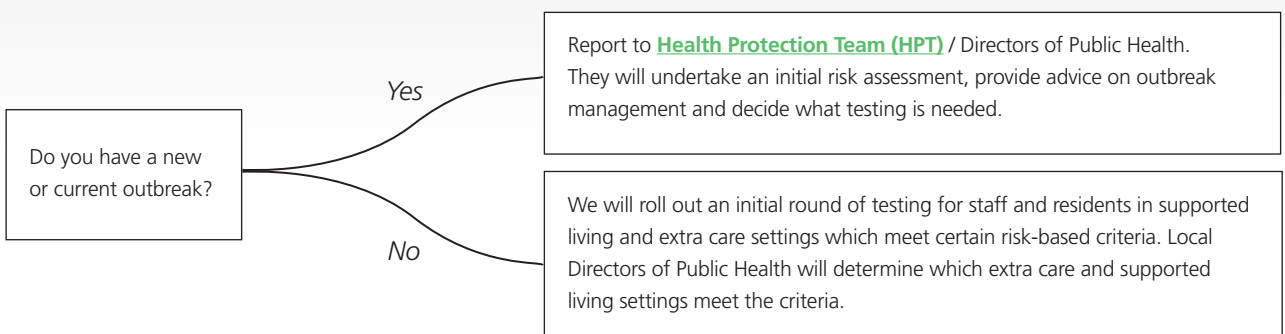 Do you have a new
or current outbreak?
Yes
Report to Health Protection Team (HPT) / Directors of Public Health.
They will undertake an initial risk assessment, provide advice on outbreak
management and decide what testing is needed.
No
We will roll out an initial round of testing for staff and residents in supported
living and extra care settings which meet certain risk-based criteria. Local
Directors of Public Health will determine which extra care and supported
living settings meet the criteria.